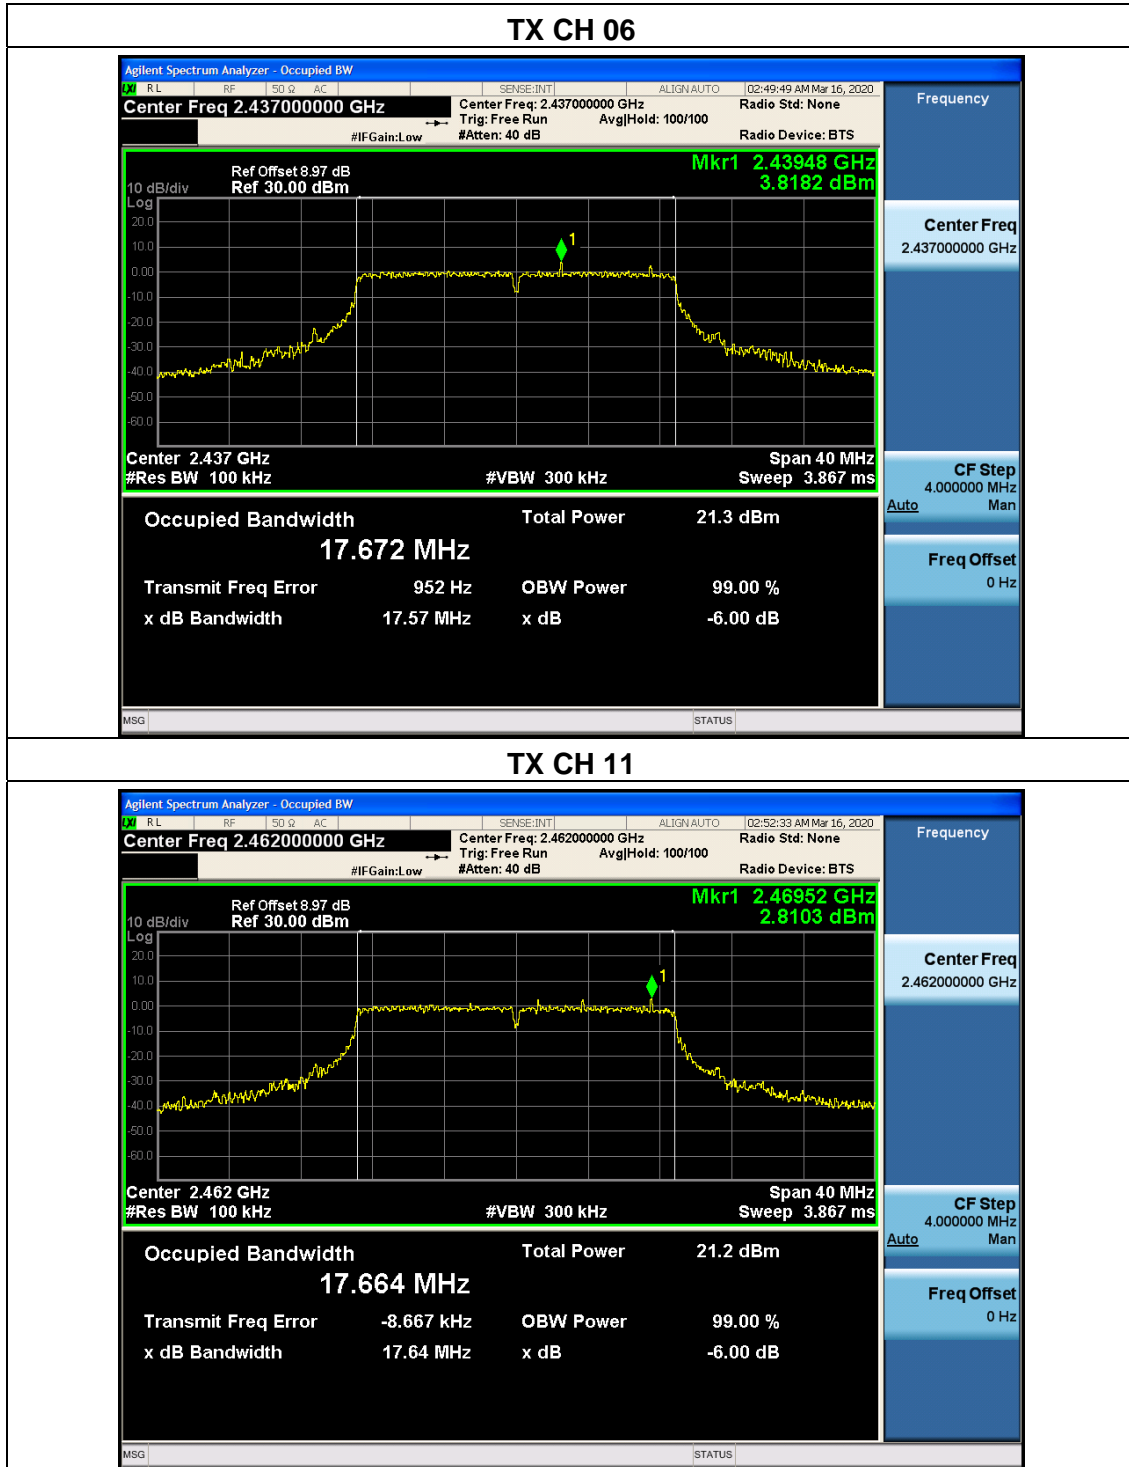 TX CH 06
Agilent Spectrum Analyzer - Occupied BW
LXI RL RF 50 Ω AC SENSE:INT ALIGN AUTO 02:49:49 AM Mar 16, 2020
Center Freq 2.437000000 GHz
Center Freq: 2.437000000 GHz Radio Std: None
Trig: Free Run Avg|Hold: 100/100
#IFGain:Low #Atten: 40 dB Radio Device: BTS
Frequency
Mkr1 2.43948 GHz
3.8182 dBm
Ref Offset 8.97 dB
10 dB/div Ref 30.00 dBm
Log
20.0
10.0
0.00
-10.0
-20.0
-30.0
-40.0
-50.0
-60.0
1
Center 2.437 GHz Span 40 MHz
#Res BW 100 kHz #VBW 300 kHz Sweep 3.867 ms
Occupied Bandwidth Total Power 21.3 dBm
17.672 MHz
Transmit Freq Error 952 Hz OBW Power 99.00 %
x dB Bandwidth 17.57 MHz x dB -6.00 dB
Center Freq
2.437000000 GHz
CF Step
4.000000 MHz
Auto Man
Freq Offset
0 Hz
MSG STATUS
TX CH 11
Agilent Spectrum Analyzer - Occupied BW
LXI RL RF 50 Ω AC SENSE:INT ALIGN AUTO 02:52:33 AM Mar 16, 2020
Center Freq 2.462000000 GHz
Center Freq: 2.462000000 GHz Radio Std: None
Trig: Free Run Avg|Hold: 100/100
#IFGain:Low #Atten: 40 dB Radio Device: BTS
Frequency
Mkr1 2.46952 GHz
2.8103 dBm
Ref Offset 8.97 dB
10 dB/div Ref 30.00 dBm
Log
20.0
10.0
0.00
-10.0
-20.0
-30.0
-40.0
-50.0
-60.0
1
Center 2.462 GHz Span 40 MHz
#Res BW 100 kHz #VBW 300 kHz Sweep 3.867 ms
Occupied Bandwidth Total Power 21.2 dBm
17.664 MHz
Transmit Freq Error -8.667 kHz OBW Power 99.00 %
x dB Bandwidth 17.64 MHz x dB -6.00 dB
Center Freq
2.462000000 GHz
CF Step
4.000000 MHz
Auto Man
Freq Offset
0 Hz
MSG STATUS